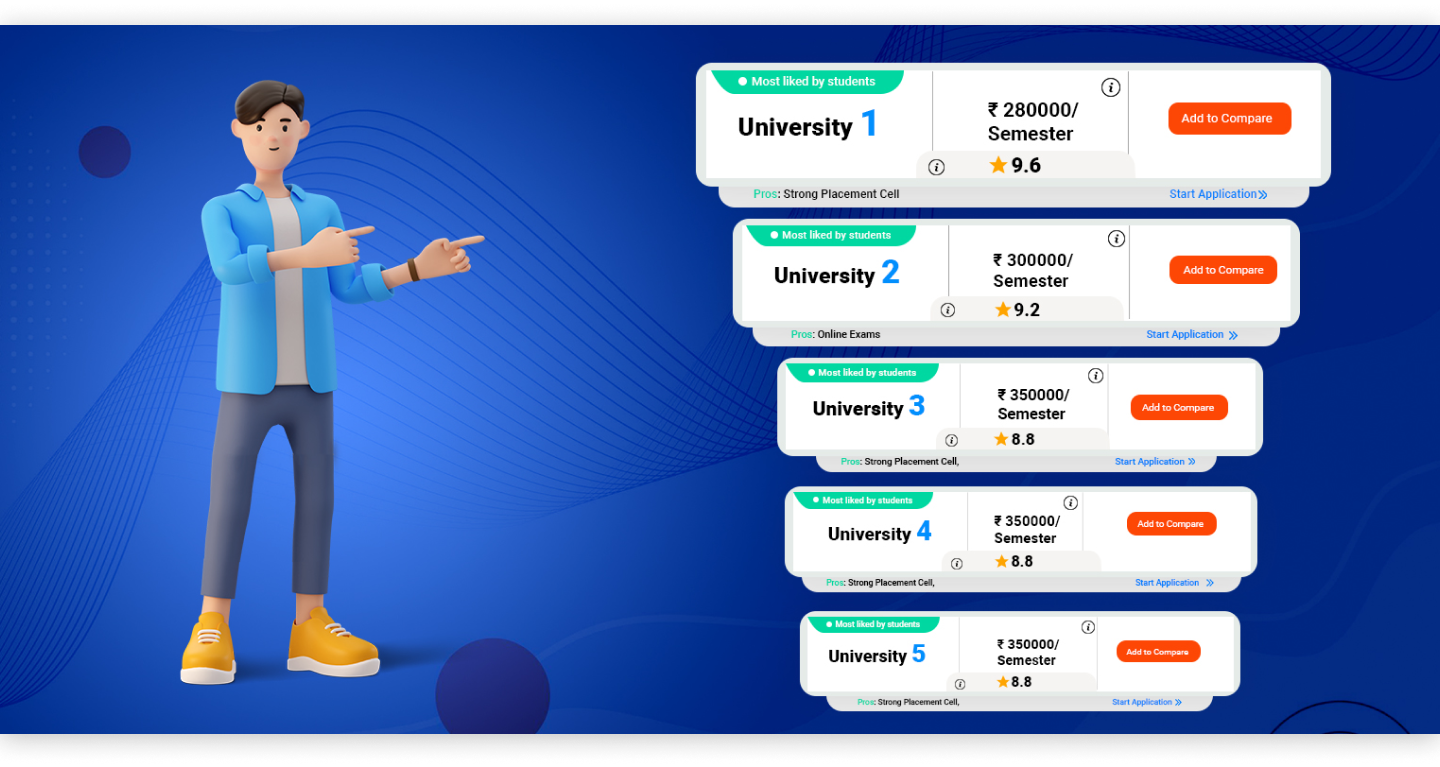 Most liked by students
University 1
₹ 280000/
Semester
Add to Compare
9.6
Pros: Strong Placement Cell
Start Application
Most liked by students
University 2
₹ 300000/
Semester
Add to Compare
9.2
Pros: Online Exams
Start Application
Most liked by students
University 3
₹ 350000/
Semester
Add to Compare
8.8
Pros: Strong Placement Cell,
Start Application
Most liked by students
University 4
₹ 350000/
Semester
Add to Compare
8.8
Pros: Strong Placement Cell,
Start Application
Most liked by students
University 5
₹ 350000/
Semester
Add to Compare
8.8
Pros: Strong Placement Cell,
Start Application